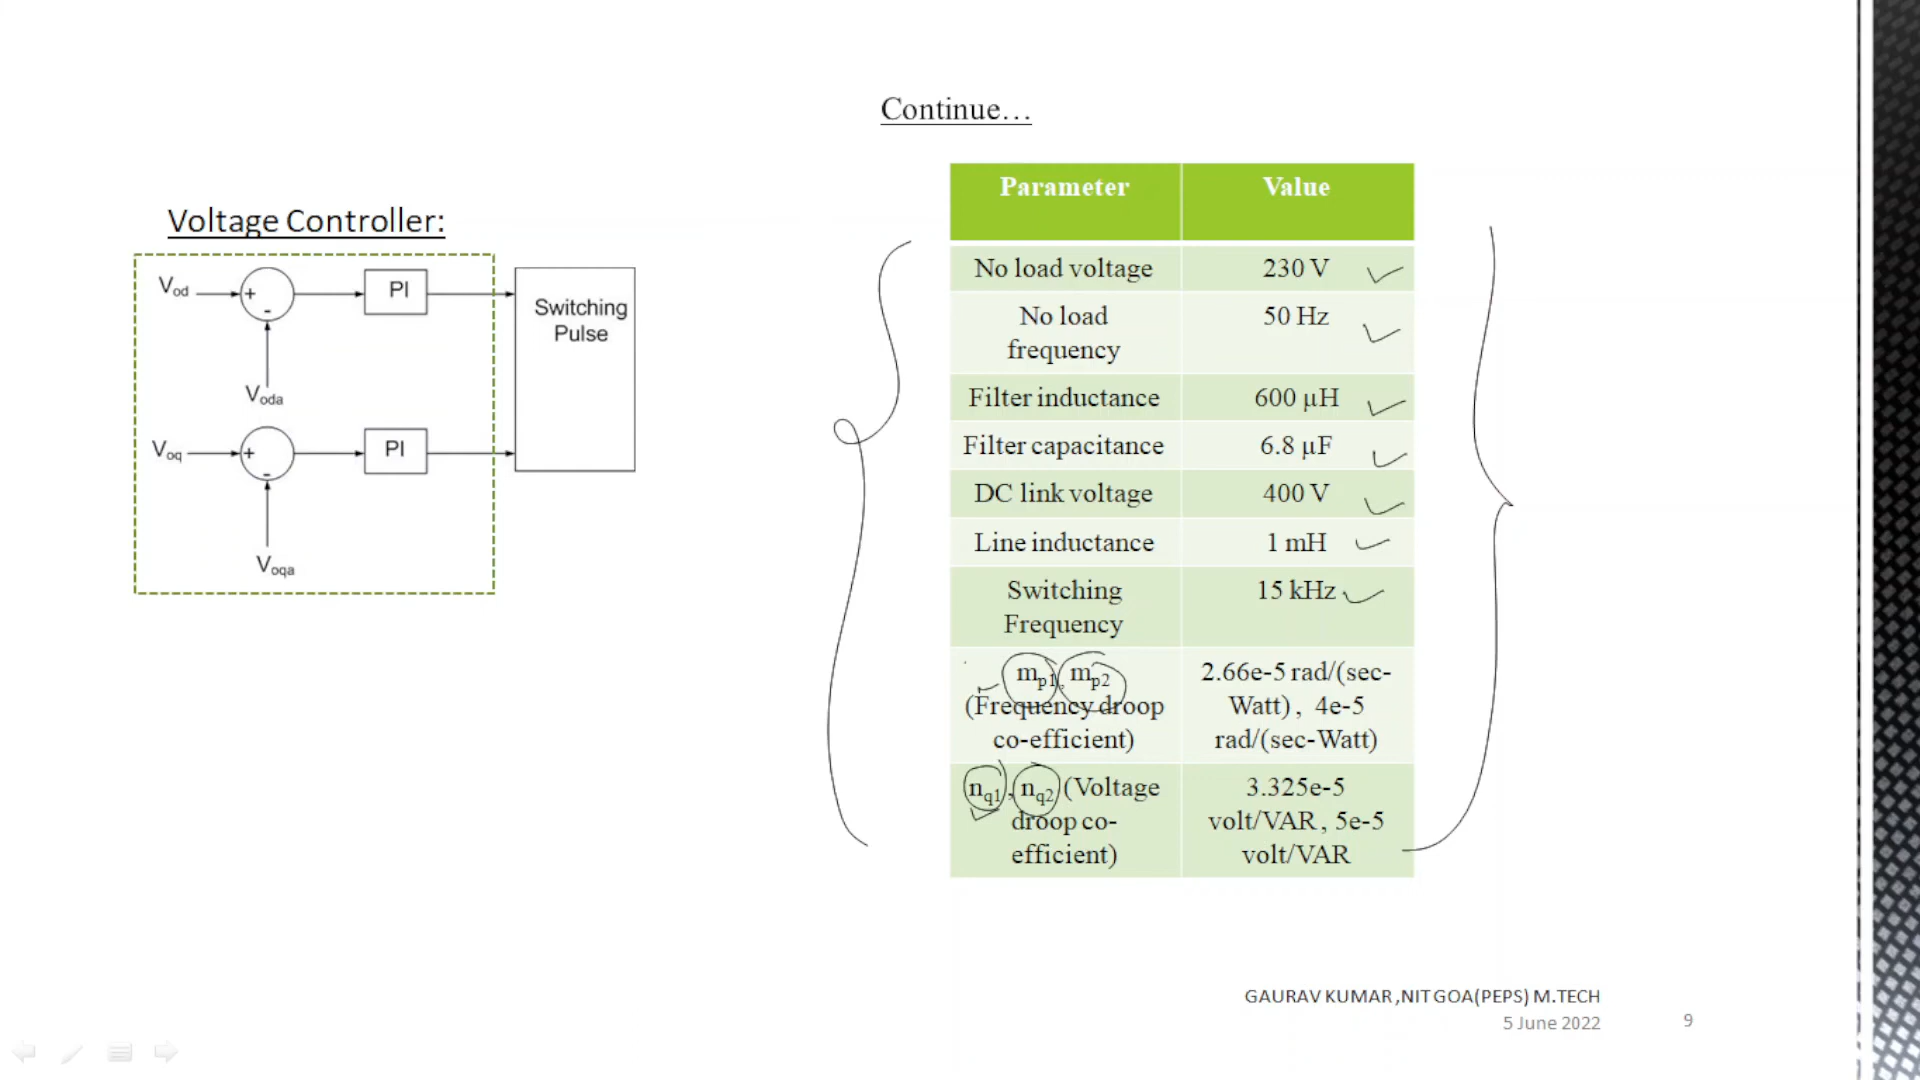 Continue…
Voltage Controller:
Vod
+
-
PI
Voda
Voq
+
-
PI
Voqa
Switching
Pulse
Parameter Value
No load voltage 230 V
No load 50 Hz
frequency
Filter inductance 600 µH
Filter capacitance 6.8 µF
DC link voltage 400 V
Line inductance 1 mH
Switching 15 kHz
Frequency
mp1, mp2 2.66e-5 rad/(sec-
(Frequency droop Watt) , 4e-5
co-efficient) rad/(sec-Watt)
nq1, nq2 (Voltage 3.325e-5
droop co- volt/VAR , 5e-5
efficient) volt/VAR
GAURAV KUMAR ,NIT GOA(PEPS) M.TECH
5 June 2022
9